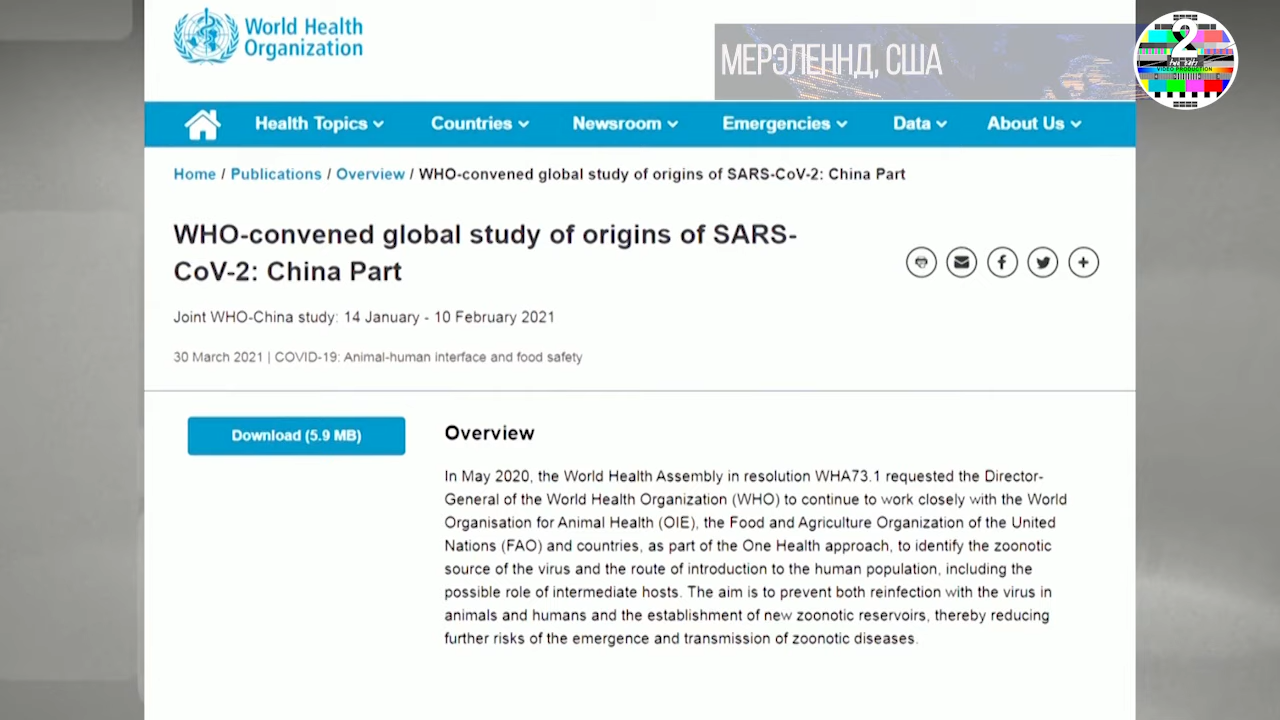 World Health
Organization
МЕРЭЛЕННД, США
2
VIDEO PRODUCTION
Health Topics
Countries
Newsroom
Emergencies
Data
About Us
Home / Publications / Overview / WHO-convened global study of origins of SARS-CoV-2: China Part
WHO-convened global study of origins of SARS-
CoV-2: China Part
Joint WHO-China study: 14 January - 10 February 2021
30 March 2021 | COVID-19: Animal-human interface and food safety
Download (5.9 MB)
Overview
In May 2020, the World Health Assembly in resolution WHA73.1 requested the Director-
General of the World Health Organization (WHO) to continue to work closely with the World
Organisation for Animal Health (OIE), the Food and Agriculture Organization of the United
Nations (FAO) and countries, as part of the One Health approach, to identify the zoonotic
source of the virus and the route of introduction to the human population, including the
possible role of intermediate hosts. The aim is to prevent both reinfection with the virus in
animals and humans and the establishment of new zoonotic reservoirs, thereby reducing
further risks of the emergence and transmission of zoonotic diseases.